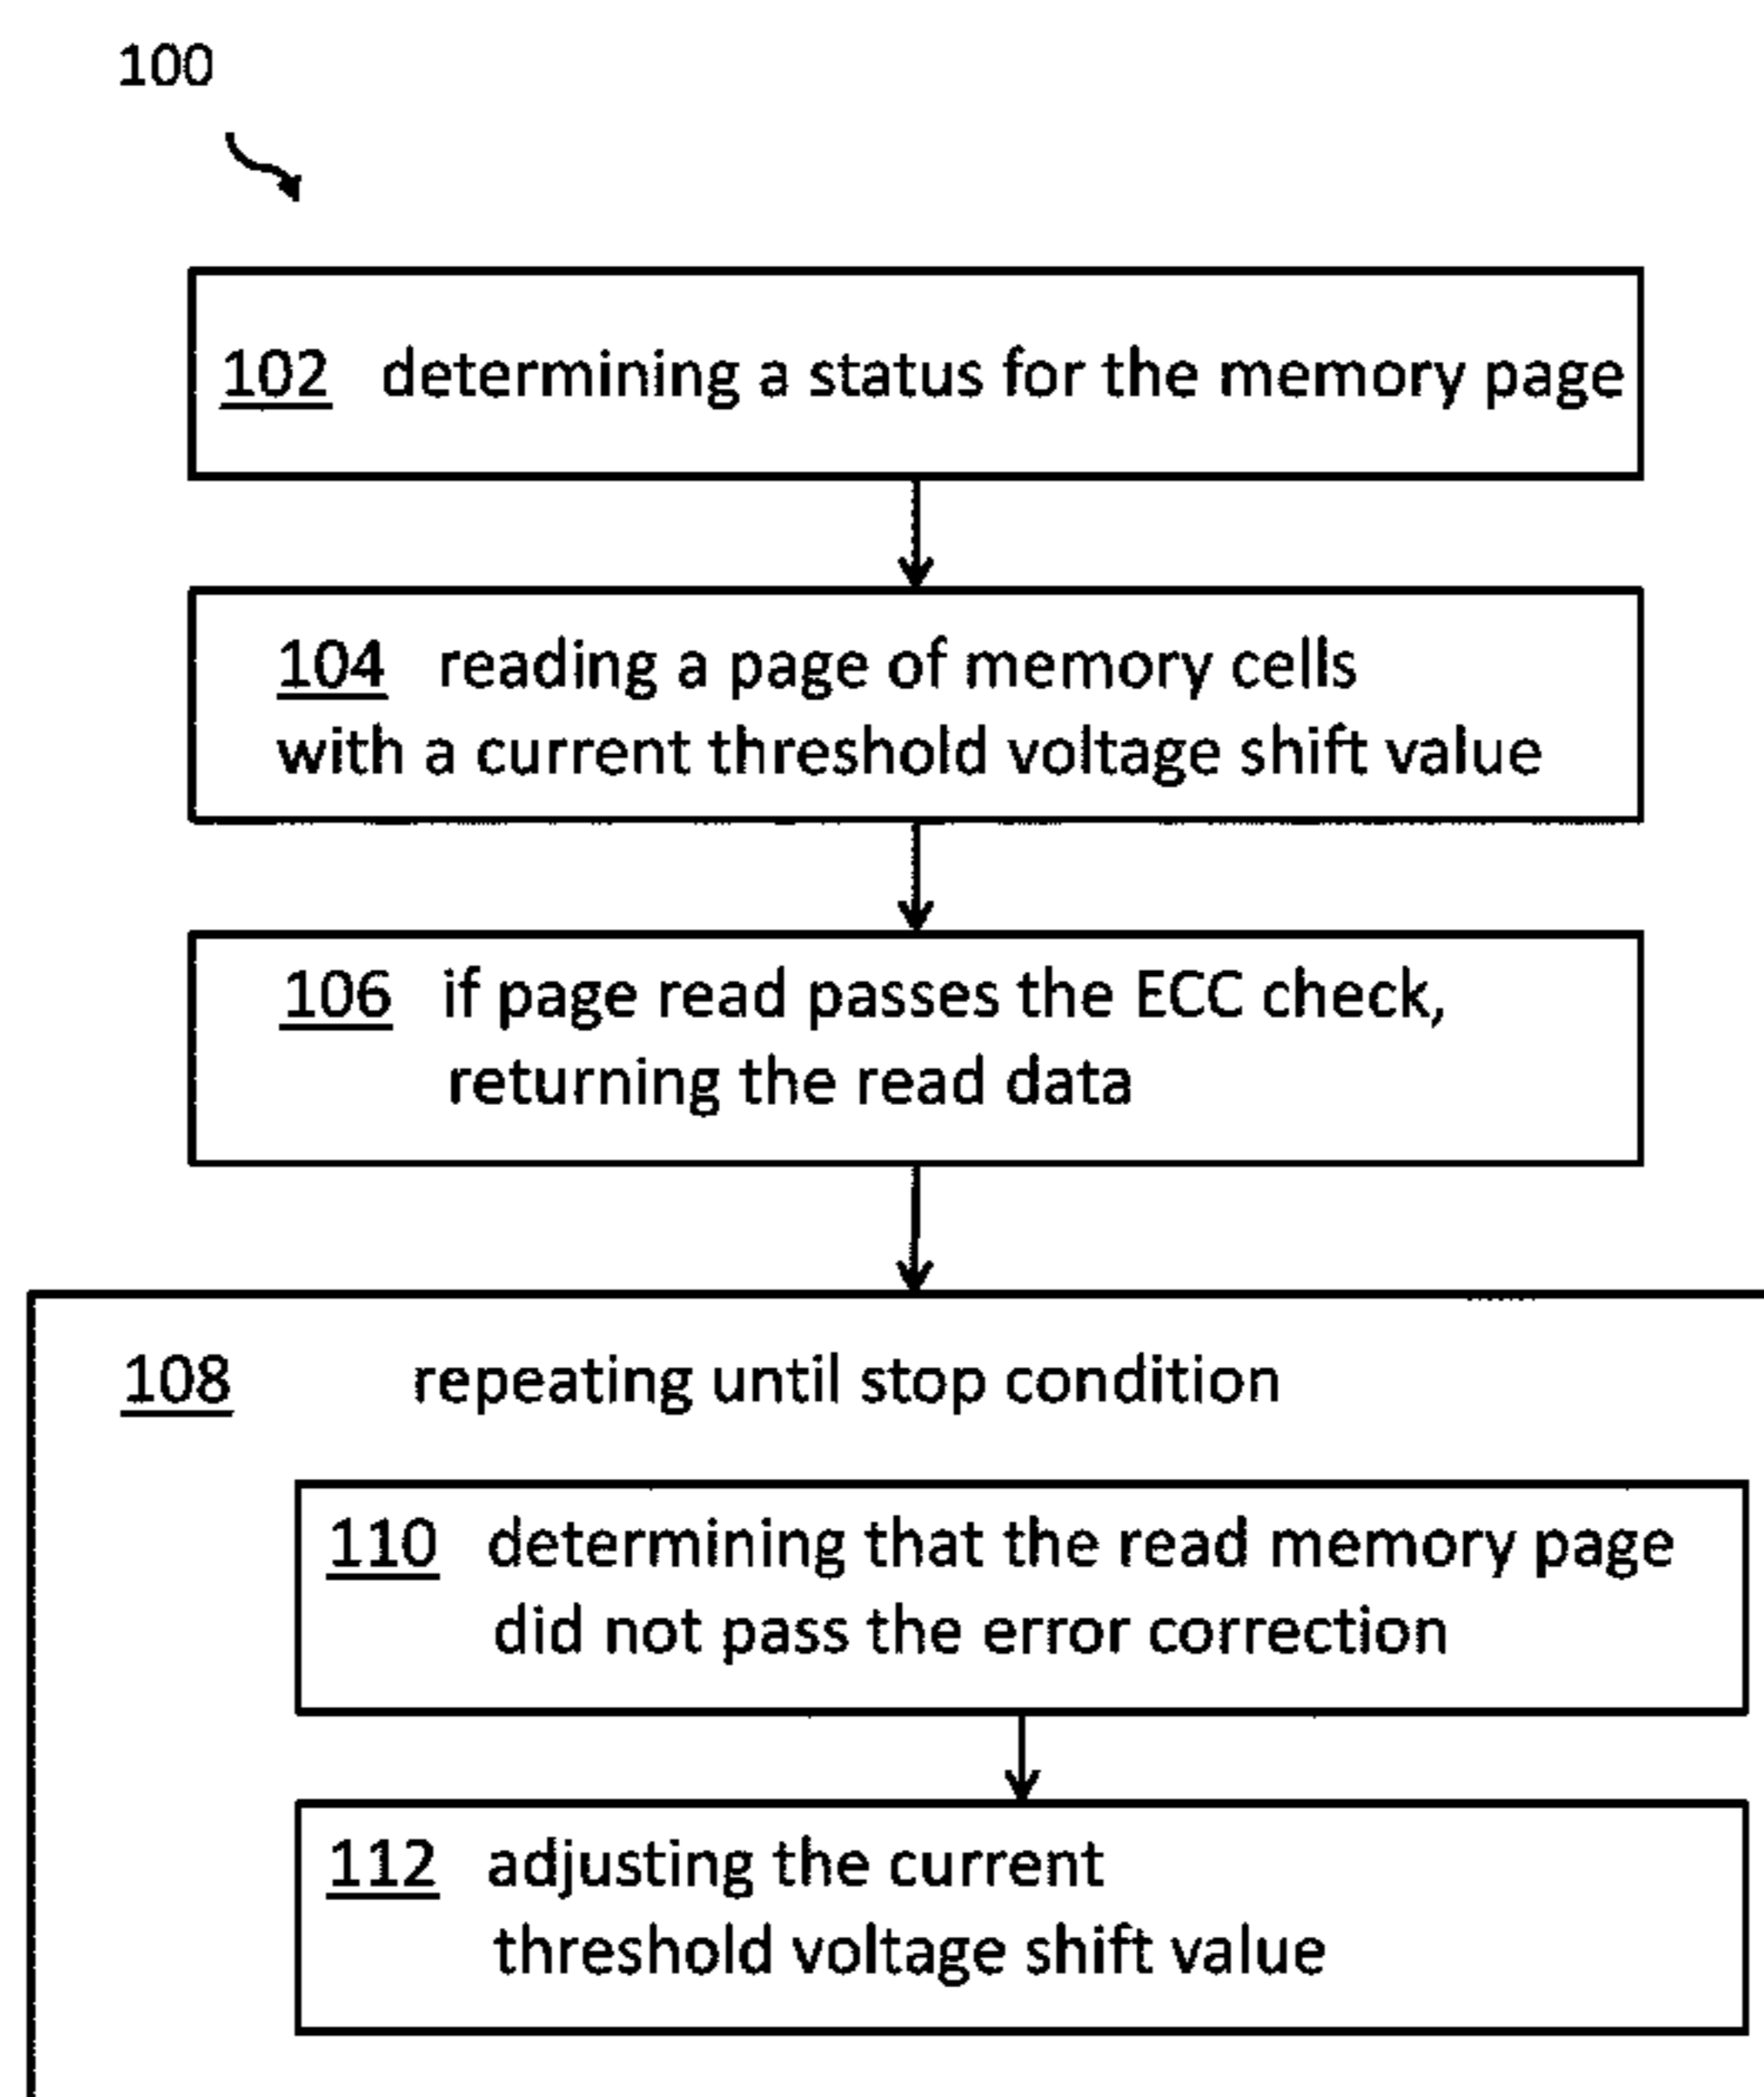 100
102 determining a status for the memory page
104 reading a page of memory cells
with a current threshold voltage shift value
106 if page read passes the ECC check,
returning the read data
108 repeating until stop condition
110 determining that the read memory page
did not pass the error correction
112 adjusting the current
threshold voltage shift value